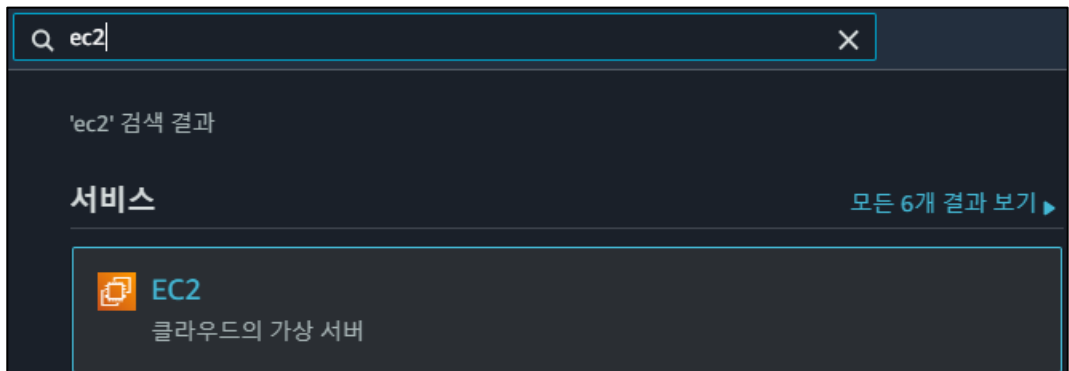 ec2
'ec2' 검색 결과
서비스
모든 6개 결과 보기 ▶
EC2
클라우드의 가상 서버